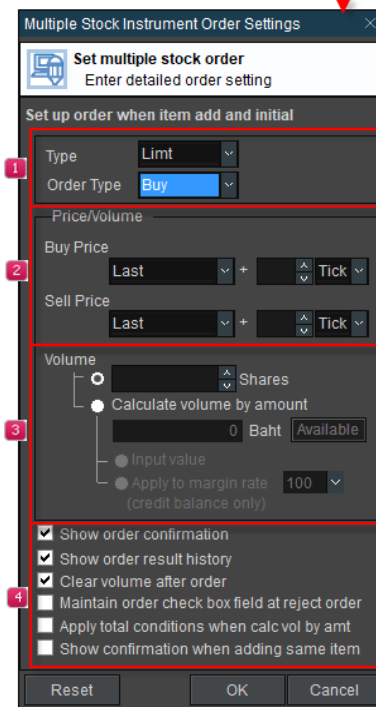 Multiple Stock Instrument Order Settings
Set multiple stock order
Enter detailed order setting
Set up order when item add and initial
1
Type Limt
Order Type Buy
Price/Volume
Buy Price
2
Last + Tick
Sell Price
Last + Tick
Volume
Shares
Calculate volume by amount
3
0 Baht Available
Input value
Apply to margin rate 100
(credit balance only)
Show order confirmation
Show order result history
Clear volume after order
4
Maintain order check box field at reject order
Apply total conditions when calc vol by amt
Show confirmation when adding same item
Reset OK Cancel